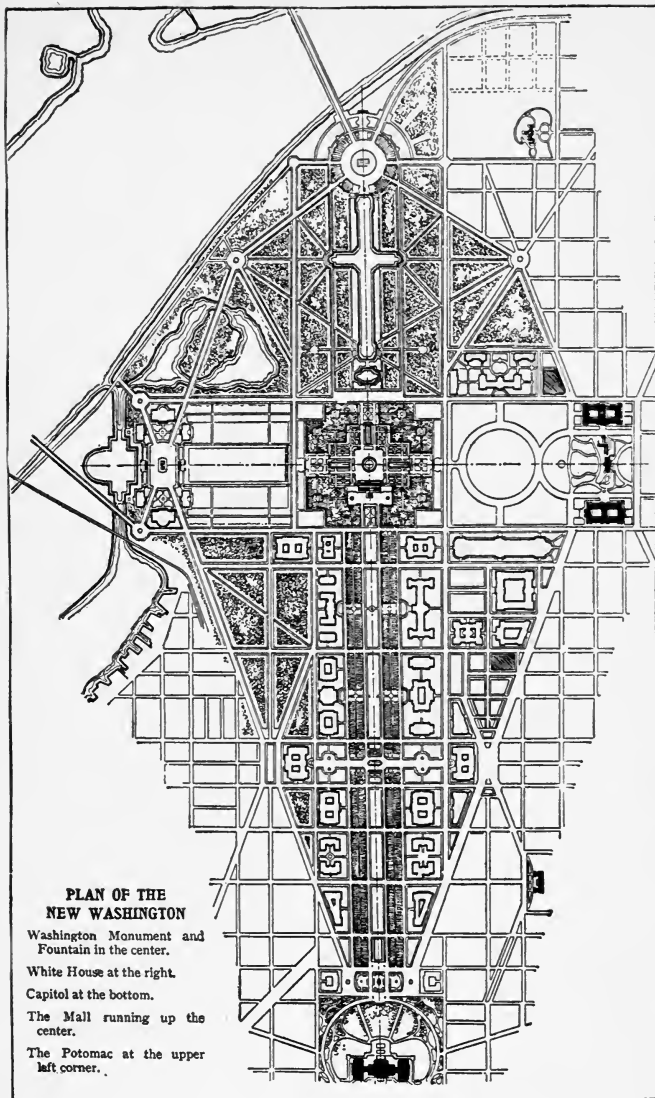 PLAN OF THE
NEW WASHINGTON
Washington Monument and
Fountain in the center.
White House at the right.
Capitol at the bottom.
The Mall running up the
center.
The Potomac at the upper
left corner.